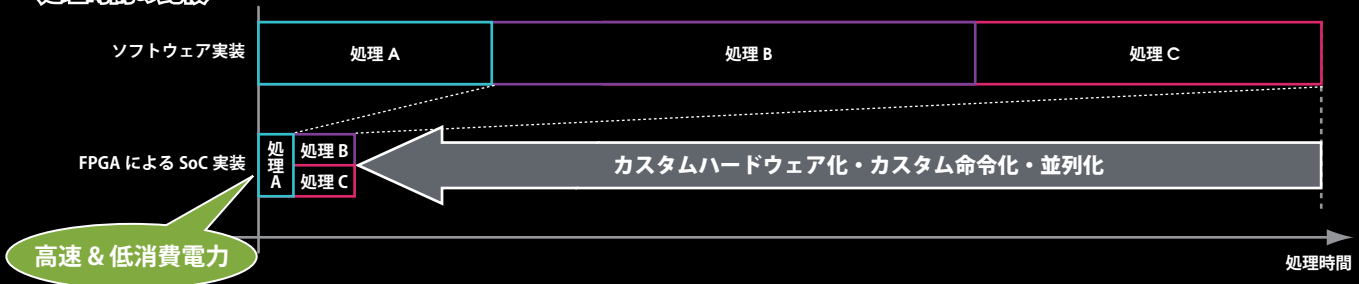 ソフトウェア実装
処理 A
処理 B
処理 C
FPGA による SoC 実装
処理 A
処理 B
処理 C
カスタムハードウェア化・カスタム命令化・並列化
高速 & 低消費電力
処理時間